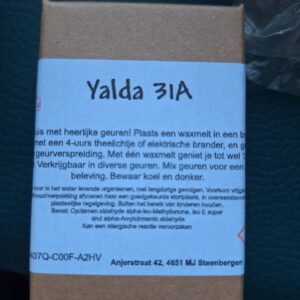 Yalda 31A
uis met heerlijke geuren! Plaats een waxmelt in een b
met een 4-uurs theelichtje of elektrische brander, en g
geurverspreiding. Met één waxmelt geniet je tot wel
Verkrijgbaar in diverse geuren. Mix geuren voor een
beleving. Bewaar koel en donker.
voor in het water levende organismen, met langdurige gevolgen. Voorkom
inhoud/verpakking afvoeren naar een goedgekeurde stortplaats, in overeenstemm
plaatselijke regelgeving. Buiten het bereik van kinderen houden.
Bevat: Cyclamen aldehyde alpha-iso-Methylionone, Iso E super
and alpha-Amylcinnamic aldehyde
Kan een allergische reactie veroorzaken
407Q-C00F-A2HV
Anjerstraat 42, 4651 MJ Steenbergen